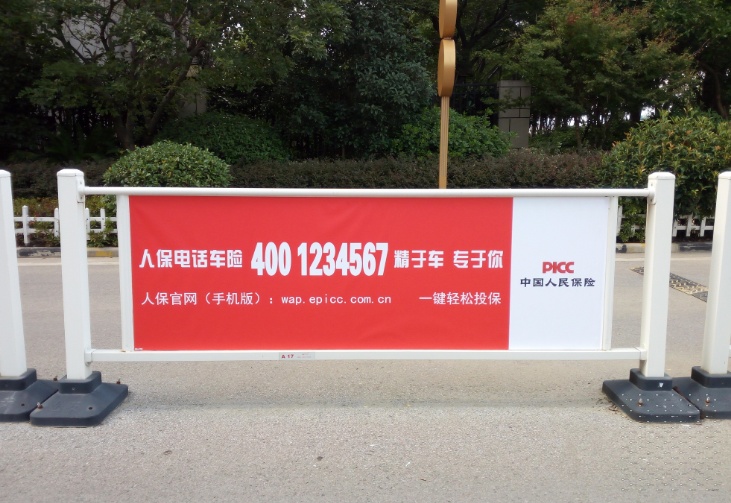 人保电话车险 400 1234567 精于车 专于你
人保官网（手机版）：wap.epicc.com.cn 一键轻松投保
PICC
中国人民保险